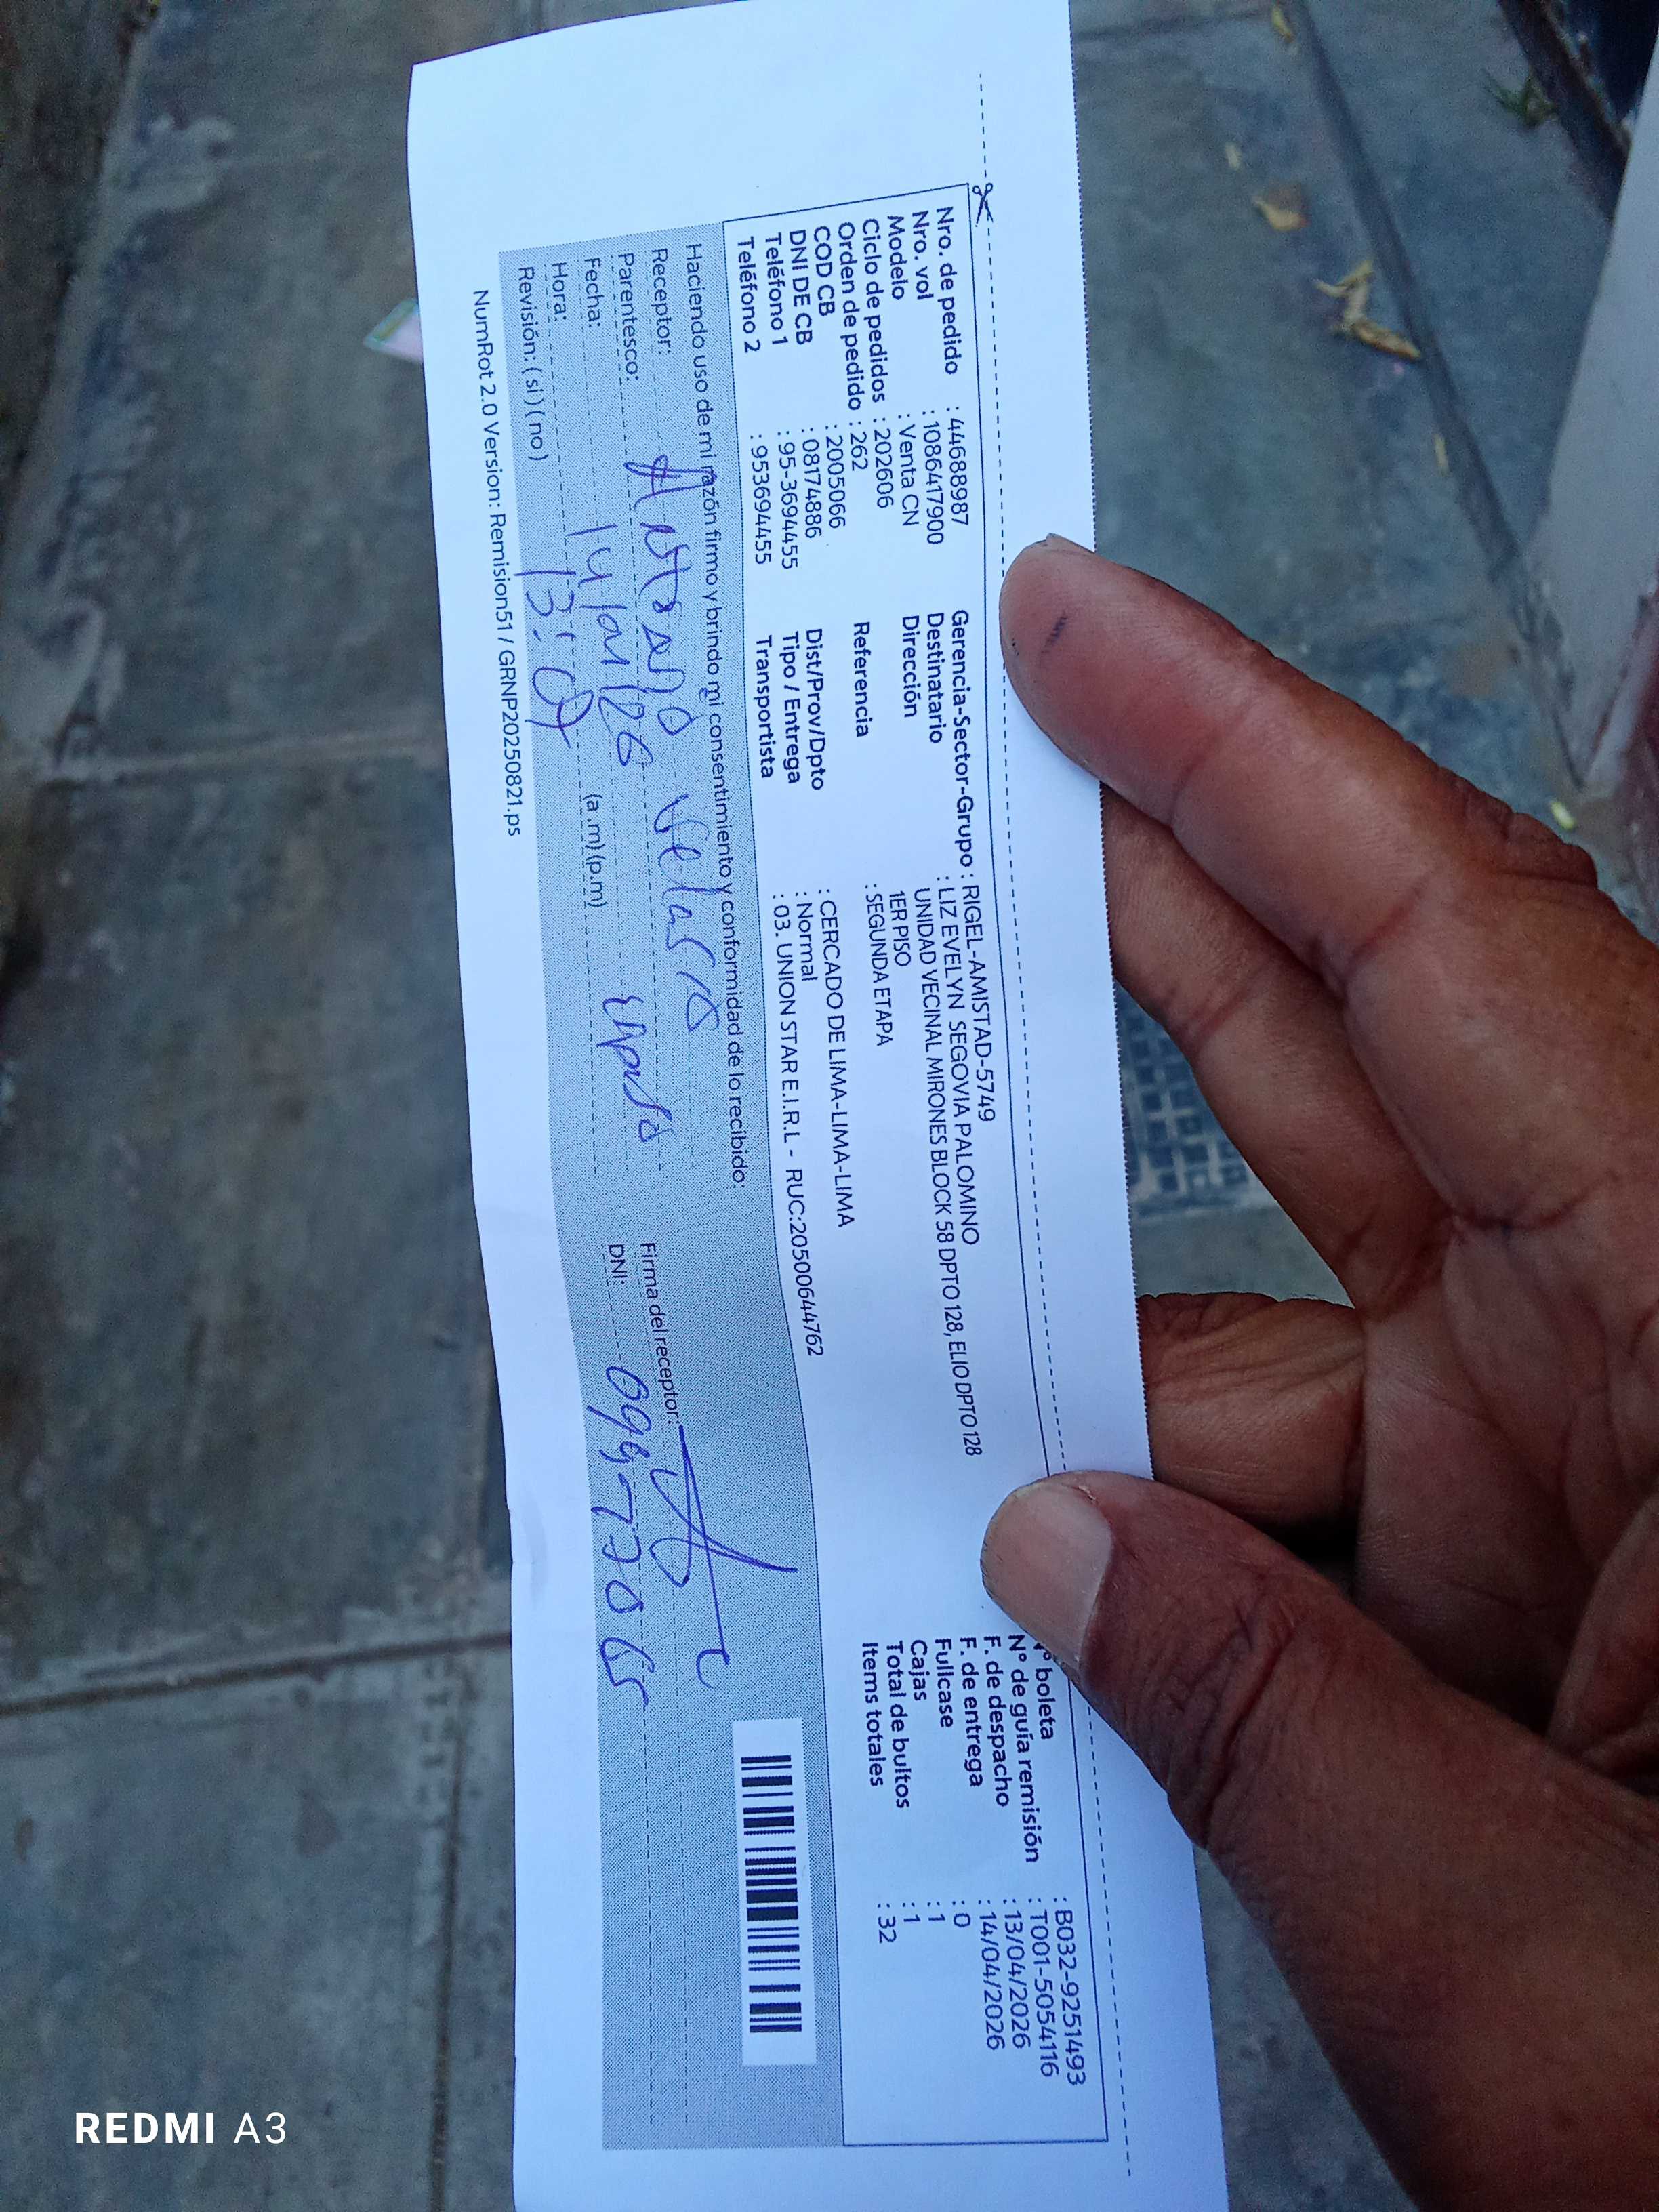 Nro. de pedido : 44688987
Nro. vol : 1086417900
Modelo : Venta CN
Ciclo de pedidos : 202606
Orden de pedido : 262
COD CB : 2005066
DNI DE CB : 08174886
Teléfono 1 : 95-3694455
Teléfono 2 : 953694455
Gerencia-Sector-Grupo : RIGEL-AMISTAD-5749
Destinatario : LIZ EVELYN SEGOVIA PALOMINO
Dirección UNIDAD VECINAL MIRONES BLOCK 58 DPTO 128, ELIO DPTO 128
1ER PISO
Referencia : SEGUNDA ETAPA
Dist/Prov/Dpto : CERCADO DE LIMA-LIMA-LIMA
Tipo / Entrega : Normal
Transportista : 03. UNION STAR E.I.R.L - RUC:20500644762
N° boleta : B032-9251493
N° de guía remisión : T001-5054116
F. de despacho : 13/04/2026
F. de entrega : 14/04/2026
Fullcase : 0
Cajas : 1
Total de bultos : 1
Items totales : 32
Haciendo uso de mi razón firmo y brindo mi consentimiento y conformidad de lo recibido:
Receptor: Velasco
Parentesco: esposo
Fecha: 14/04/26
Hora: 13:07 (a.m) (p.m)
Revisión: ( si ) ( no )
Firma del receptor:
DNI:
NumRot 2.0 Version: Remision51 / GRNP20250821.ps
REDMI A3